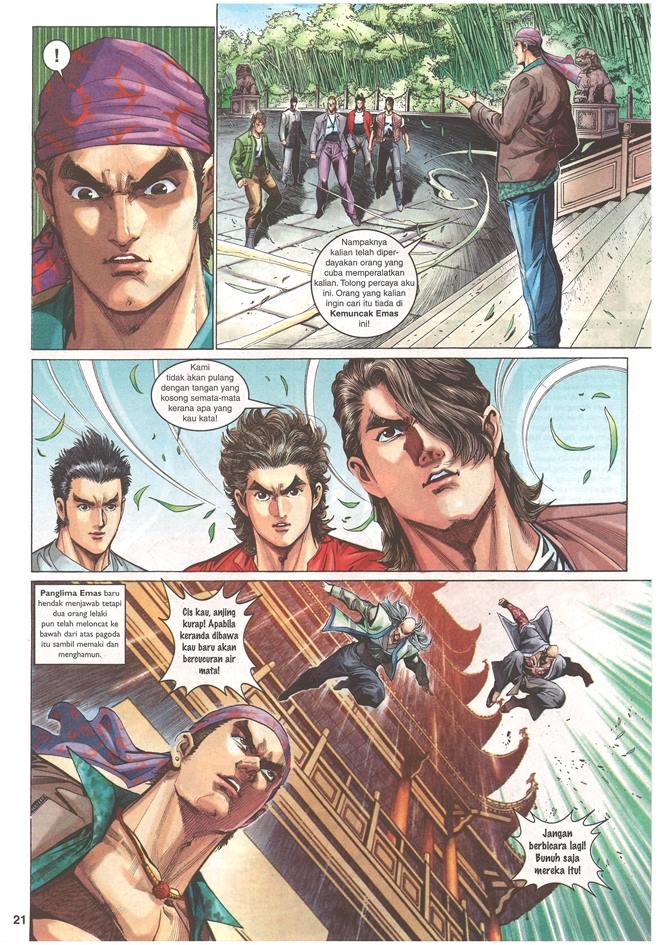 !
Nampaknya
kalian telah diper-
dayakan orang yang
cuba memperalatkan
kalian. Tolong percaya aku
ini. Orang yang kalian
ingin cari itu tiada di
Kemuncak Emas
ini!
Kami
tidak akan pulang
dengan tangan yang
kosong semata-mata
kerana apa yang
kau kata!
Panglima Emas baru
hendak menjawab tetapi
dua orang lelaki
pun telah meloncat ke
bawah dari atas pagoda
itu sambil memaki dan
menghamun.
Cis kau, anjing
kurap! Apabila
keranda dibawa
kau baru akan
bercucuran air
mata!
Jangan
berbicara lagi!
Bunuh saja
mereka itu!
21